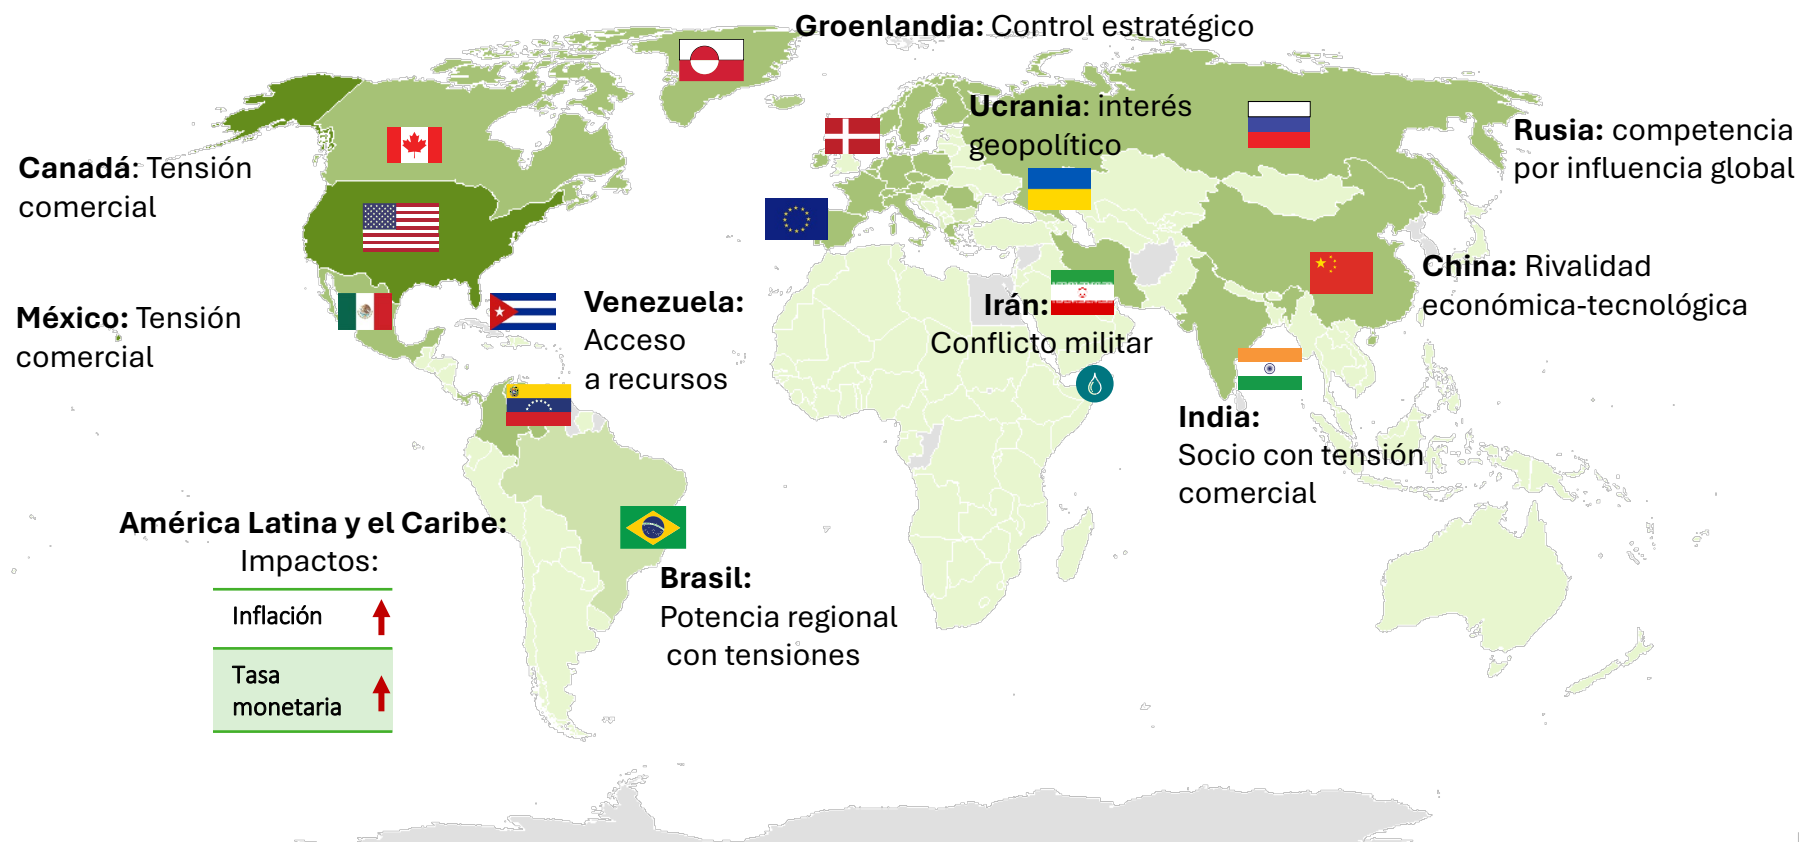 Groenlandia: Control estratégico
Ucrania: interés
geopolítico
Rusia: competencia
por influencia global
Canadá: Tensión
comercial
China: Rivalidad
económica-tecnológica
México: Tensión
comercial
Venezuela:
Acceso
a recursos
Irán:
Conflicto militar
India:
Socio con tensión
comercial
América Latina y el Caribe:
Impactos:
Inflación
Tasa
monetaria
Brasil:
Potencia regional
con tensiones